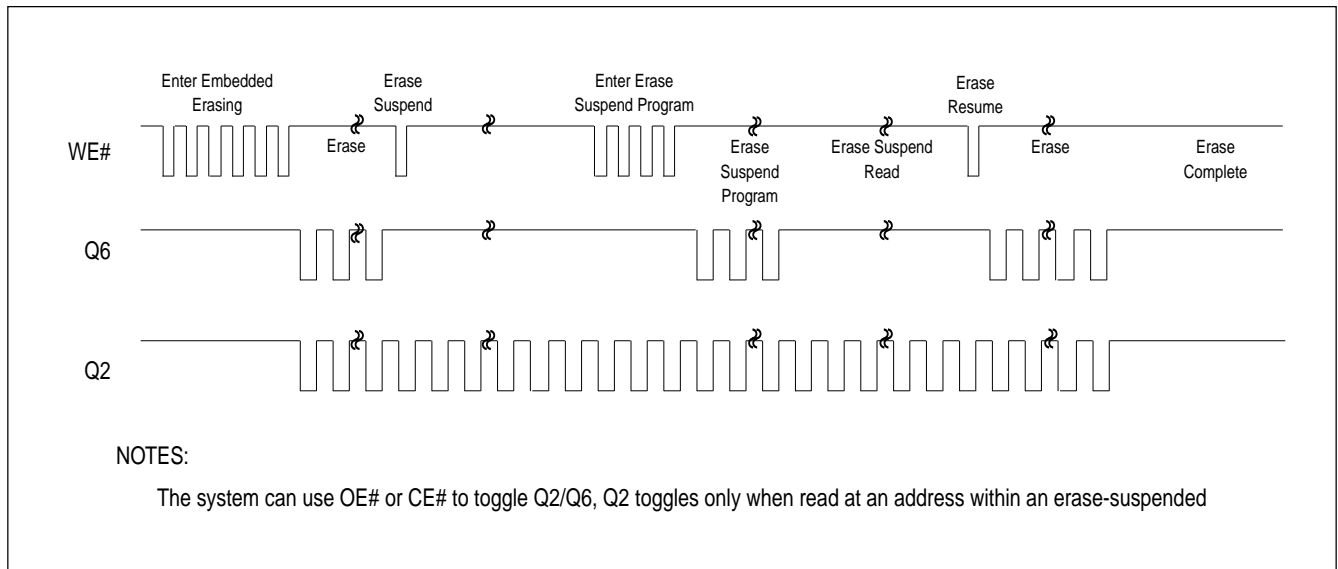 Enter Embedded
Erasing
Erase
Suspend
Enter Erase
Suspend Program
Erase
Resume
WE#
Erase
Erase
Suspend
Program
Erase Suspend
Read
Erase
Erase
Complete
Q6
Q2
NOTES:
The system can use OE# or CE# to toggle Q2/Q6, Q2 toggles only when read at an address within an erase-suspended